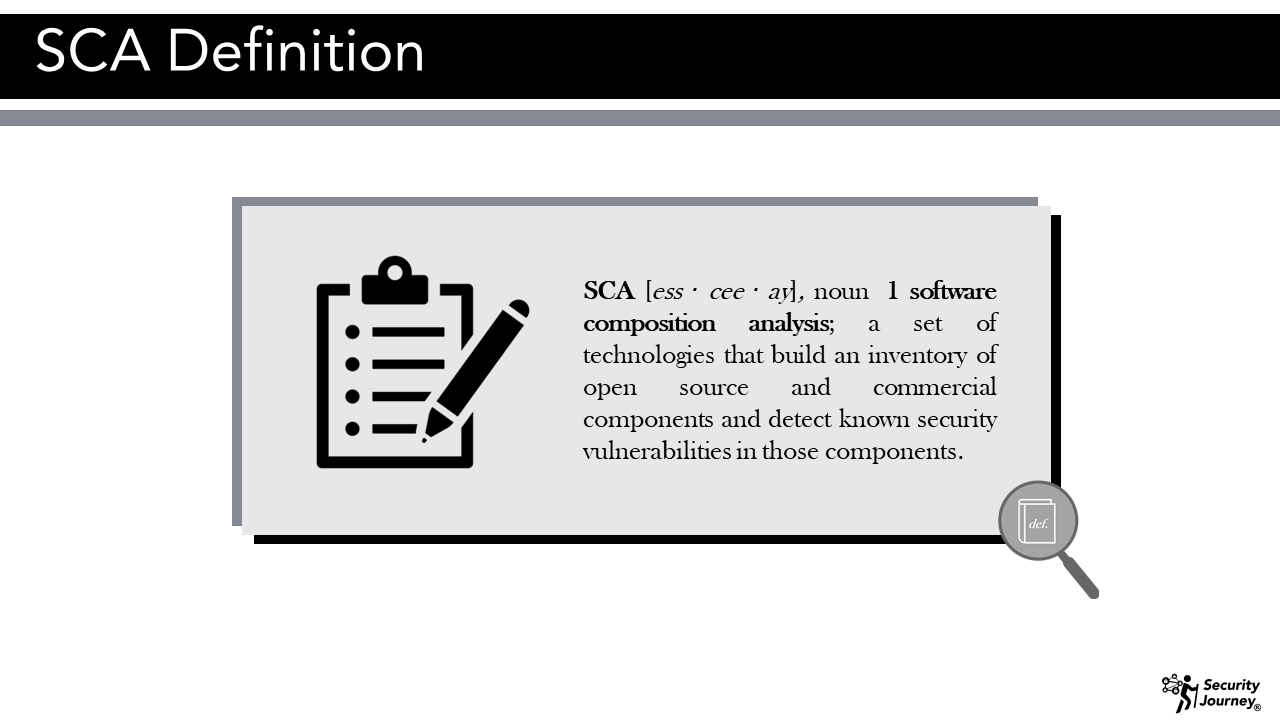 SCA Definition
SCA [ess · cee · ay], noun 1 software
composition analysis; a set of
technologies that build an inventory of
open source and commercial
components and detect known security
vulnerabilities in those components.
def.
Security
Journey®